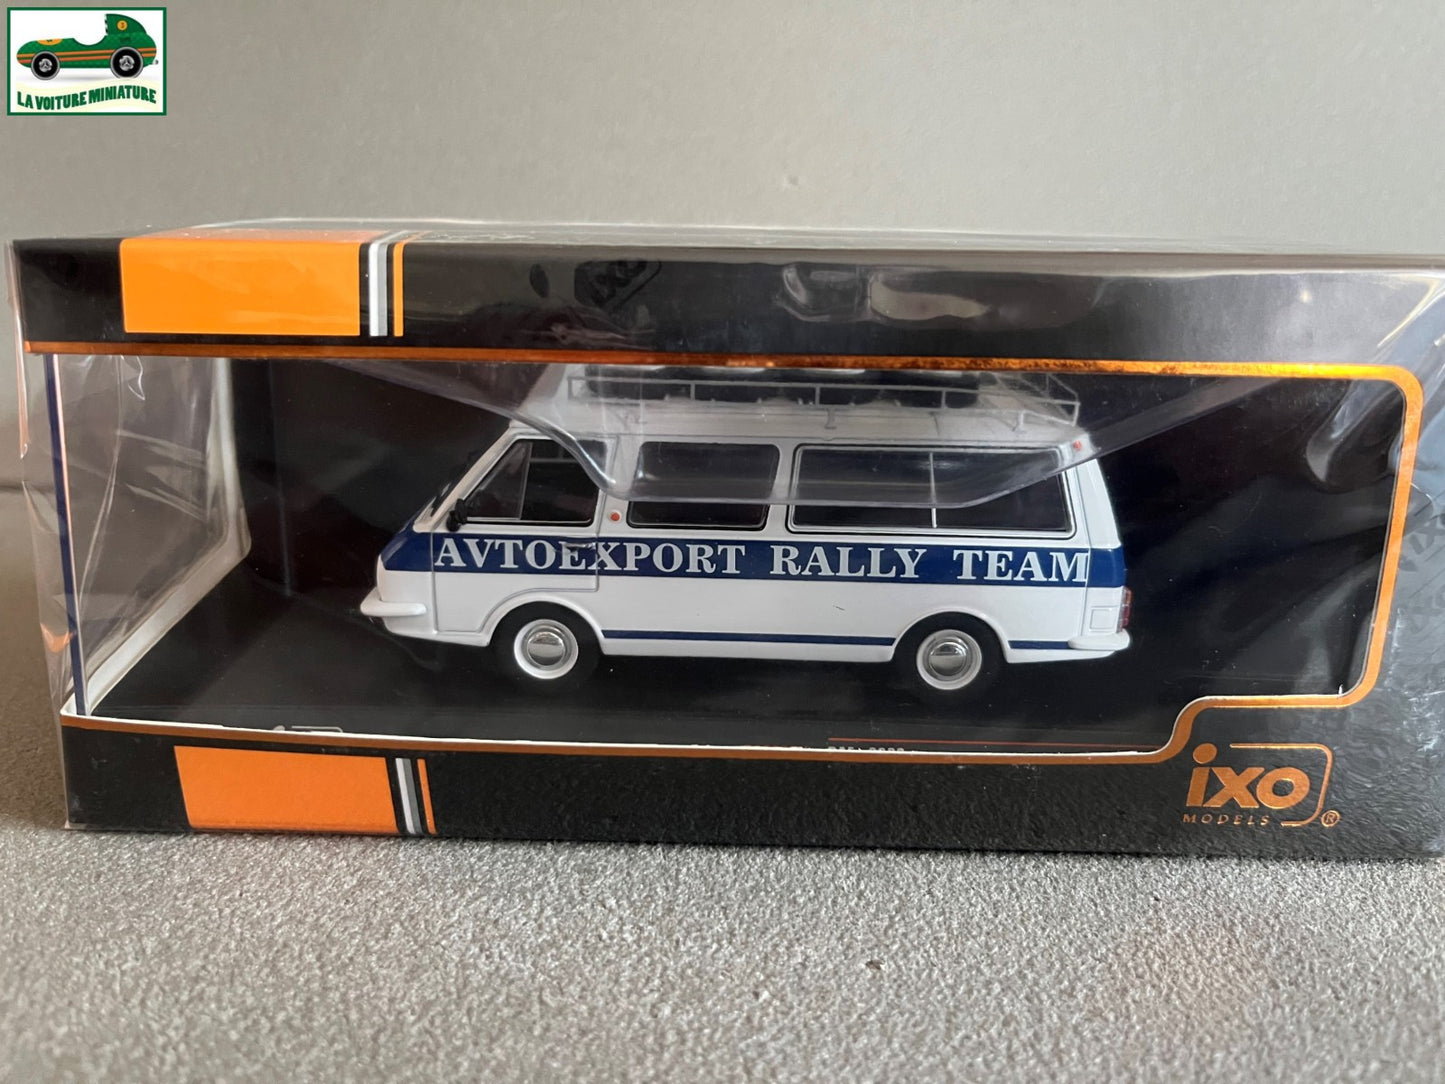 LA VOITURE MINIATURE
AVTOEXPORT RALLY TEAM
ixo
MODELS ®